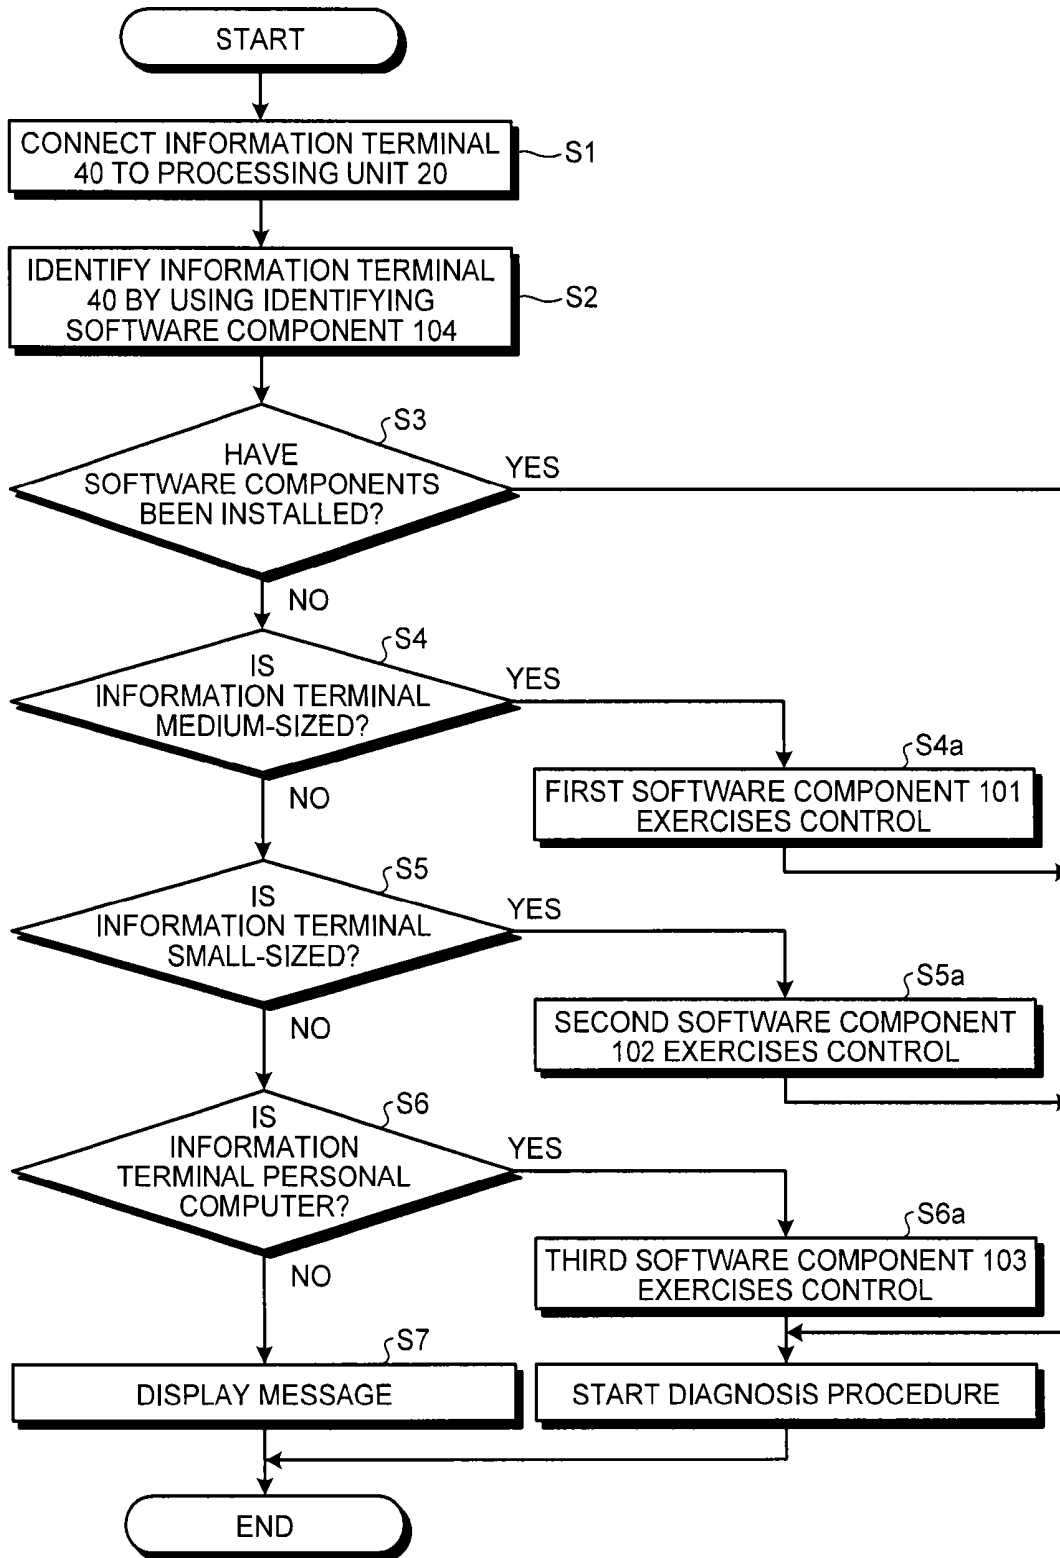 START
CONNECT INFORMATION TERMINAL
40 TO PROCESSING UNIT 20
S1
IDENTIFY INFORMATION TERMINAL
40 BY USING IDENTIFYING
SOFTWARE COMPONENT 104
S2
S3
HAVE
SOFTWARE COMPONENTS
BEEN INSTALLED?
YES
NO
S4
IS
INFORMATION TERMINAL
MEDIUM-SIZED?
YES
NO
S4a
FIRST SOFTWARE COMPONENT 101
EXERCISES CONTROL
S5
IS
INFORMATION TERMINAL
SMALL-SIZED?
YES
NO
S5a
SECOND SOFTWARE COMPONENT
102 EXERCISES CONTROL
S6
IS
INFORMATION
TERMINAL PERSONAL
COMPUTER?
YES
NO
S6a
THIRD SOFTWARE COMPONENT 103
EXERCISES CONTROL
S7
DISPLAY MESSAGE
START DIAGNOSIS PROCEDURE
END